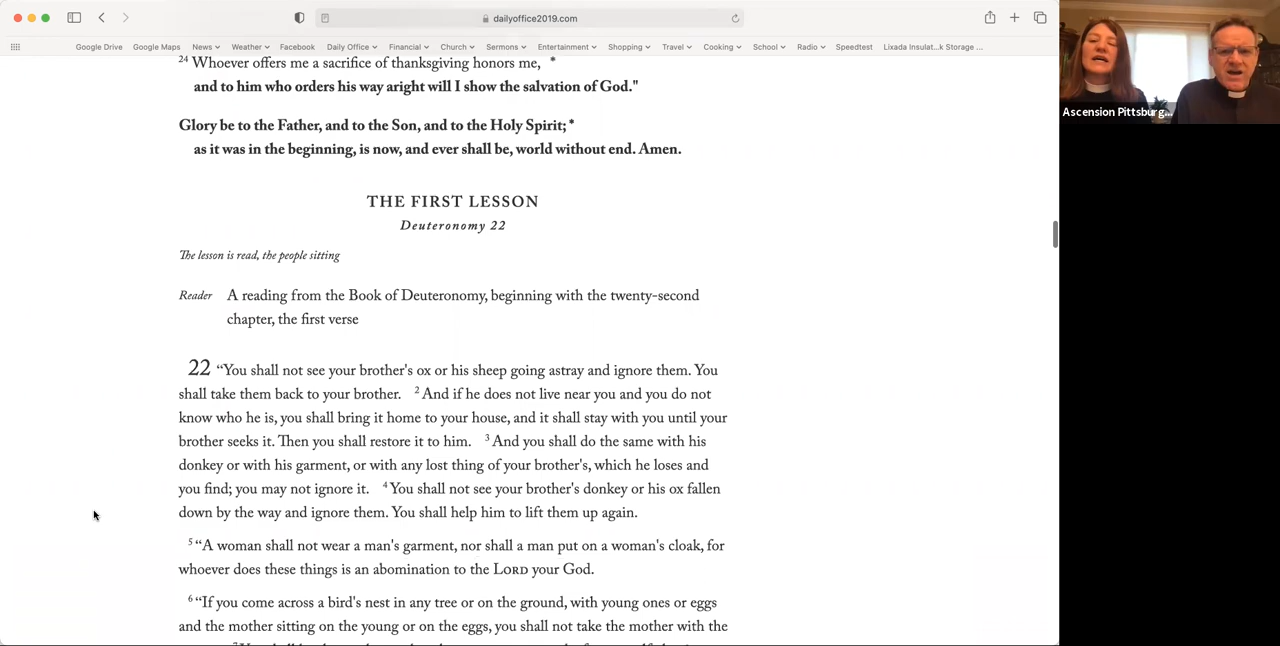 dailyoffice2019.com
Google Drive Google Maps News Weather Facebook Daily Office Financial Church Sermons Entertainment Shopping Travel Cooking School Radio Speedtest Lixada Insulat...k Storage ...
24 Whoever offers me a sacrifice of thanksgiving honors me, *
and to him who orders his way aright will I show the salvation of God."
Glory be to the Father, and to the Son, and to the Holy Spirit; *
as it was in the beginning, is now, and ever shall be, world without end. Amen.
THE FIRST LESSON
Deuteronomy 22
The lesson is read, the people sitting
Reader A reading from the Book of Deuteronomy, beginning with the twenty-second
chapter, the first verse
22 “You shall not see your brother's ox or his sheep going astray and ignore them. You
shall take them back to your brother. 2 And if he does not live near you and you do not
know who he is, you shall bring it home to your house, and it shall stay with you until your
brother seeks it. Then you shall restore it to him. 3 And you shall do the same with his
donkey or with his garment, or with any lost thing of your brother's, which he loses and
you find; you may not ignore it. 4 You shall not see your brother's donkey or his ox fallen
down by the way and ignore them. You shall help him to lift them up again.
5 “A woman shall not wear a man's garment, nor shall a man put on a woman's cloak, for
whoever does these things is an abomination to the LORD your God.
6 “If you come across a bird's nest in any tree or on the ground, with young ones or eggs
and the mother sitting on the young or on the eggs, you shall not take the mother with the
Ascension Pittsburg...